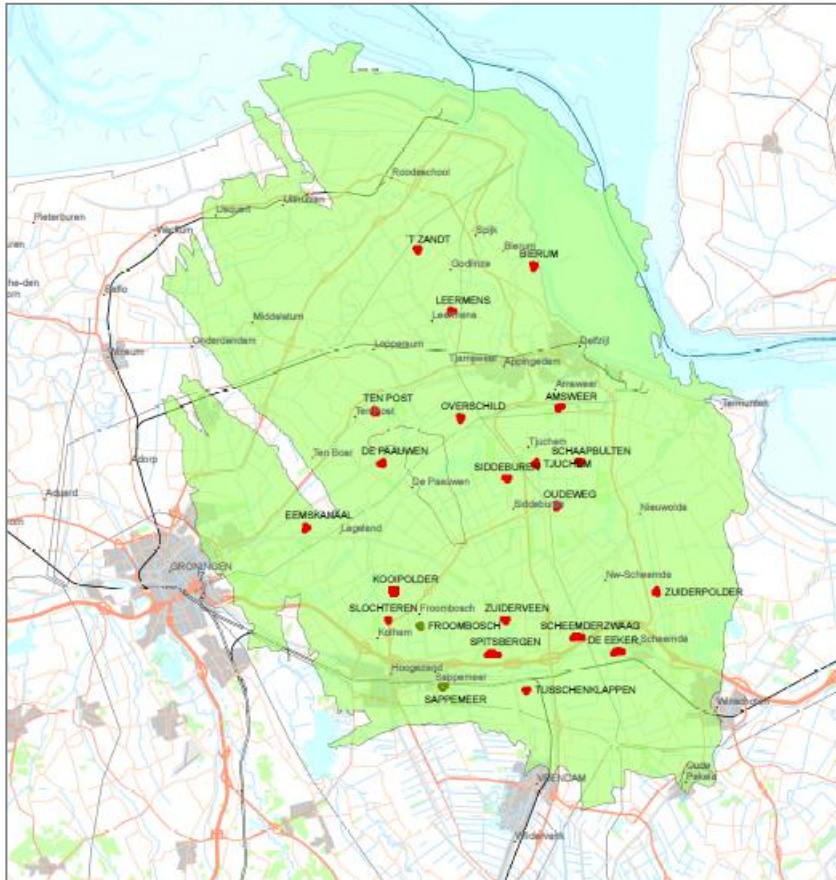 Roodeschool
Pieterburen
Usquert
Uithuizen
Warffum
'T ZANDT
Spijk
Bierum
BIERUM
Godlinze
LEERMENS
Leermens
Baflo
Middelstum
Onderdendam
Winsum
Loppersum
Delfzijl
Tjamsweer
Appingedam
Amsweer
AMSWEER
TEN POST
Ten Post
OVERSCHILD
Termunten
Adorp
Ten Boer
DE PAAUWEN
Tjuchem
SCHAAPBULTEN
SIDDEBUREN
TJUCHEM
Aduard
De Paauwen
OUDEWEG
Siddeburen
Nieuwolda
EEMSKANAAL
Lageland
GRONINGEN
KOOIPOLDER
Nw-Scheemda
ZUIDERPOLDER
SLOCHTEREN
Froombosch
ZUIDERVEEN
FROOMBOSCH
SCHEEMDERZWAAG
Kolham
SPITSBERGEN
DE EEKER
Scheemda
Hoogezand
Sappemeer
SAPPEMEER
TUSSCHENKLAPPEN
Winschoten
Oude
Pekela
VEENDAM
Wildervank